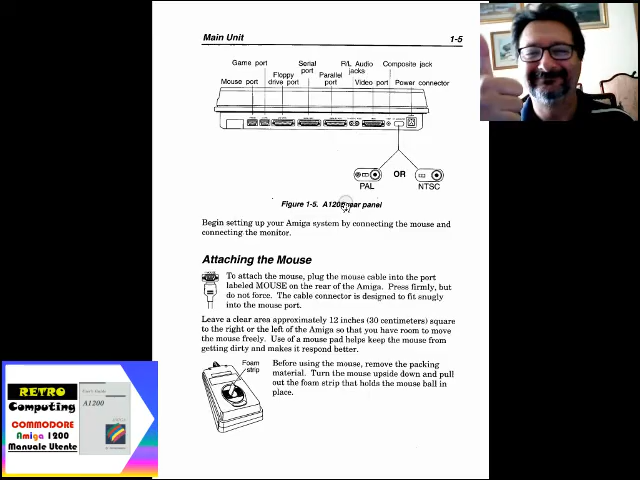 Main Unit
1-5
Game port
Serial port
R/L Audio jacks
Composite jack
Mouse port
Floppy drive port
Parallel port
Video port
Power connector
PAL
OR
NTSC
Figure 1-5. A1200 rear panel
Begin setting up your Amiga system by connecting the mouse and
connecting the monitor.
Attaching the Mouse
To attach the mouse, plug the mouse cable into the port
labeled MOUSE on the rear of the Amiga. Press firmly, but
do not force. The cable connector is designed to fit snugly
into the mouse port.
Leave a clear area approximately 12 inches (30 centimeters) square
to the right or the left of the Amiga so that you have room to move
the mouse freely. Use of a mouse pad helps keep the mouse from
getting dirty and makes it respond better.
Foam
strip
Before using the mouse, remove the packing
material. Turn the mouse upside down and pull
out the foam strip that holds the mouse ball in
place.
RETRO
Computing
COMMODORE
Amiga 1200
Manuale Utente
User's Guide
A1200